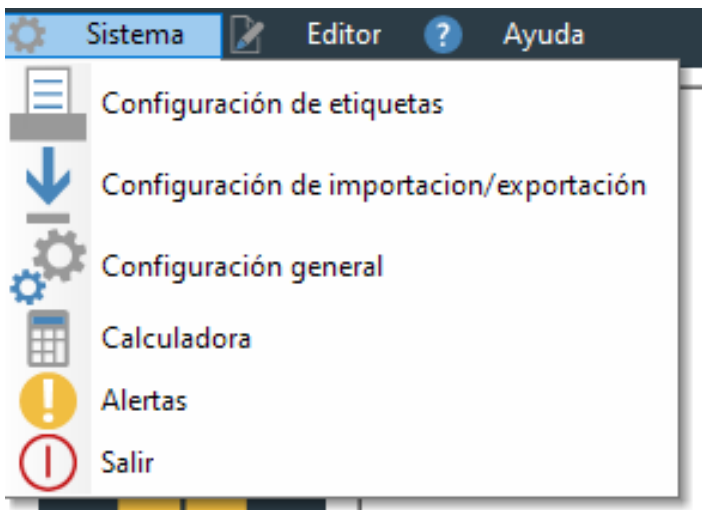 Sistema Editor ? Ayuda
Configuración de etiquetas
Configuración de importacion/exportación
Configuración general
Calculadora
! Alertas
Salir